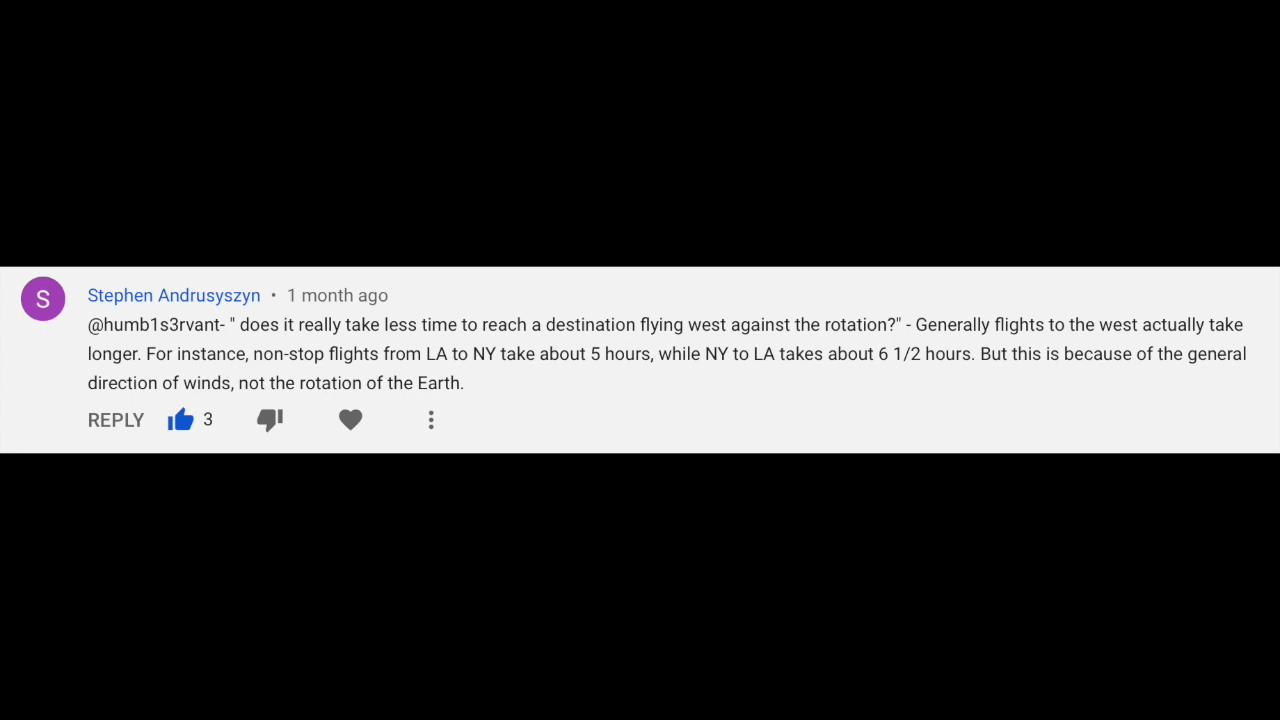 S
Stephen Andrusyszyn • 1 month ago
@humb1s3rvant- " does it really take less time to reach a destination flying west against the rotation?" - Generally flights to the west actually take
longer. For instance, non-stop flights from LA to NY take about 5 hours, while NY to LA takes about 6 1/2 hours. But this is because of the general
direction of winds, not the rotation of the Earth.
REPLY 3